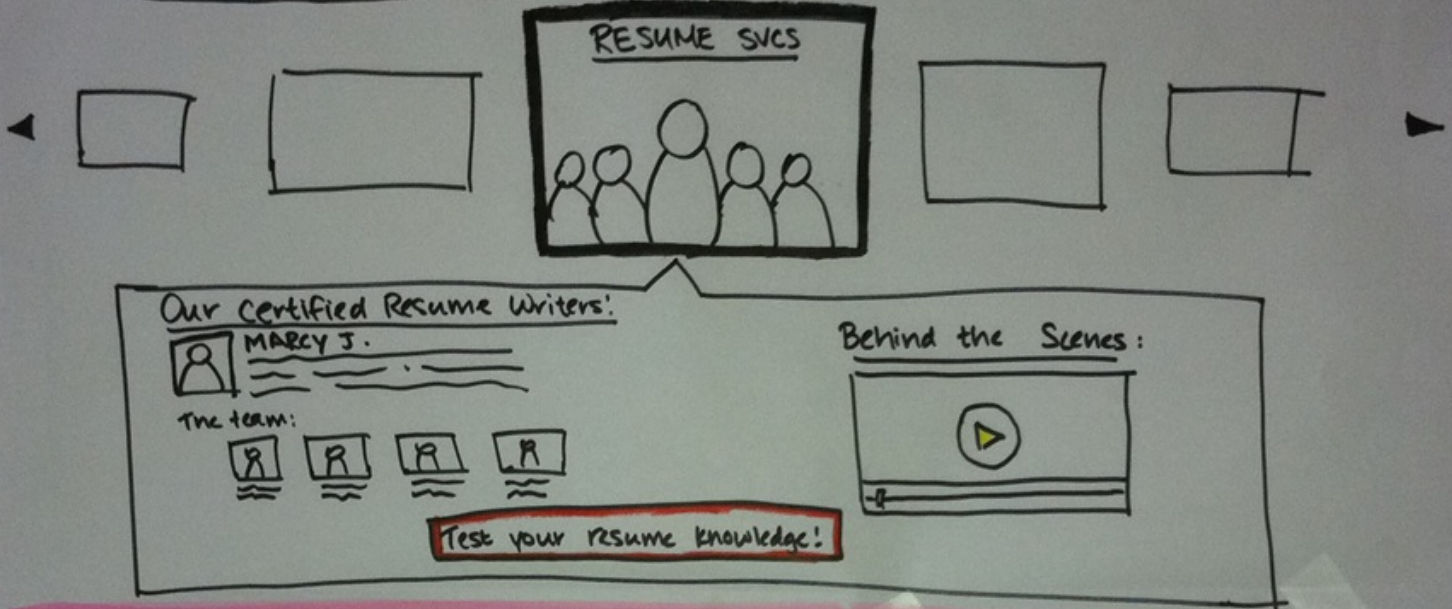 RESUME SVCS
Our Certified Resume Writers!
MARCY J.
The team:
Behind the Scenes:
Test your resume knowledge!